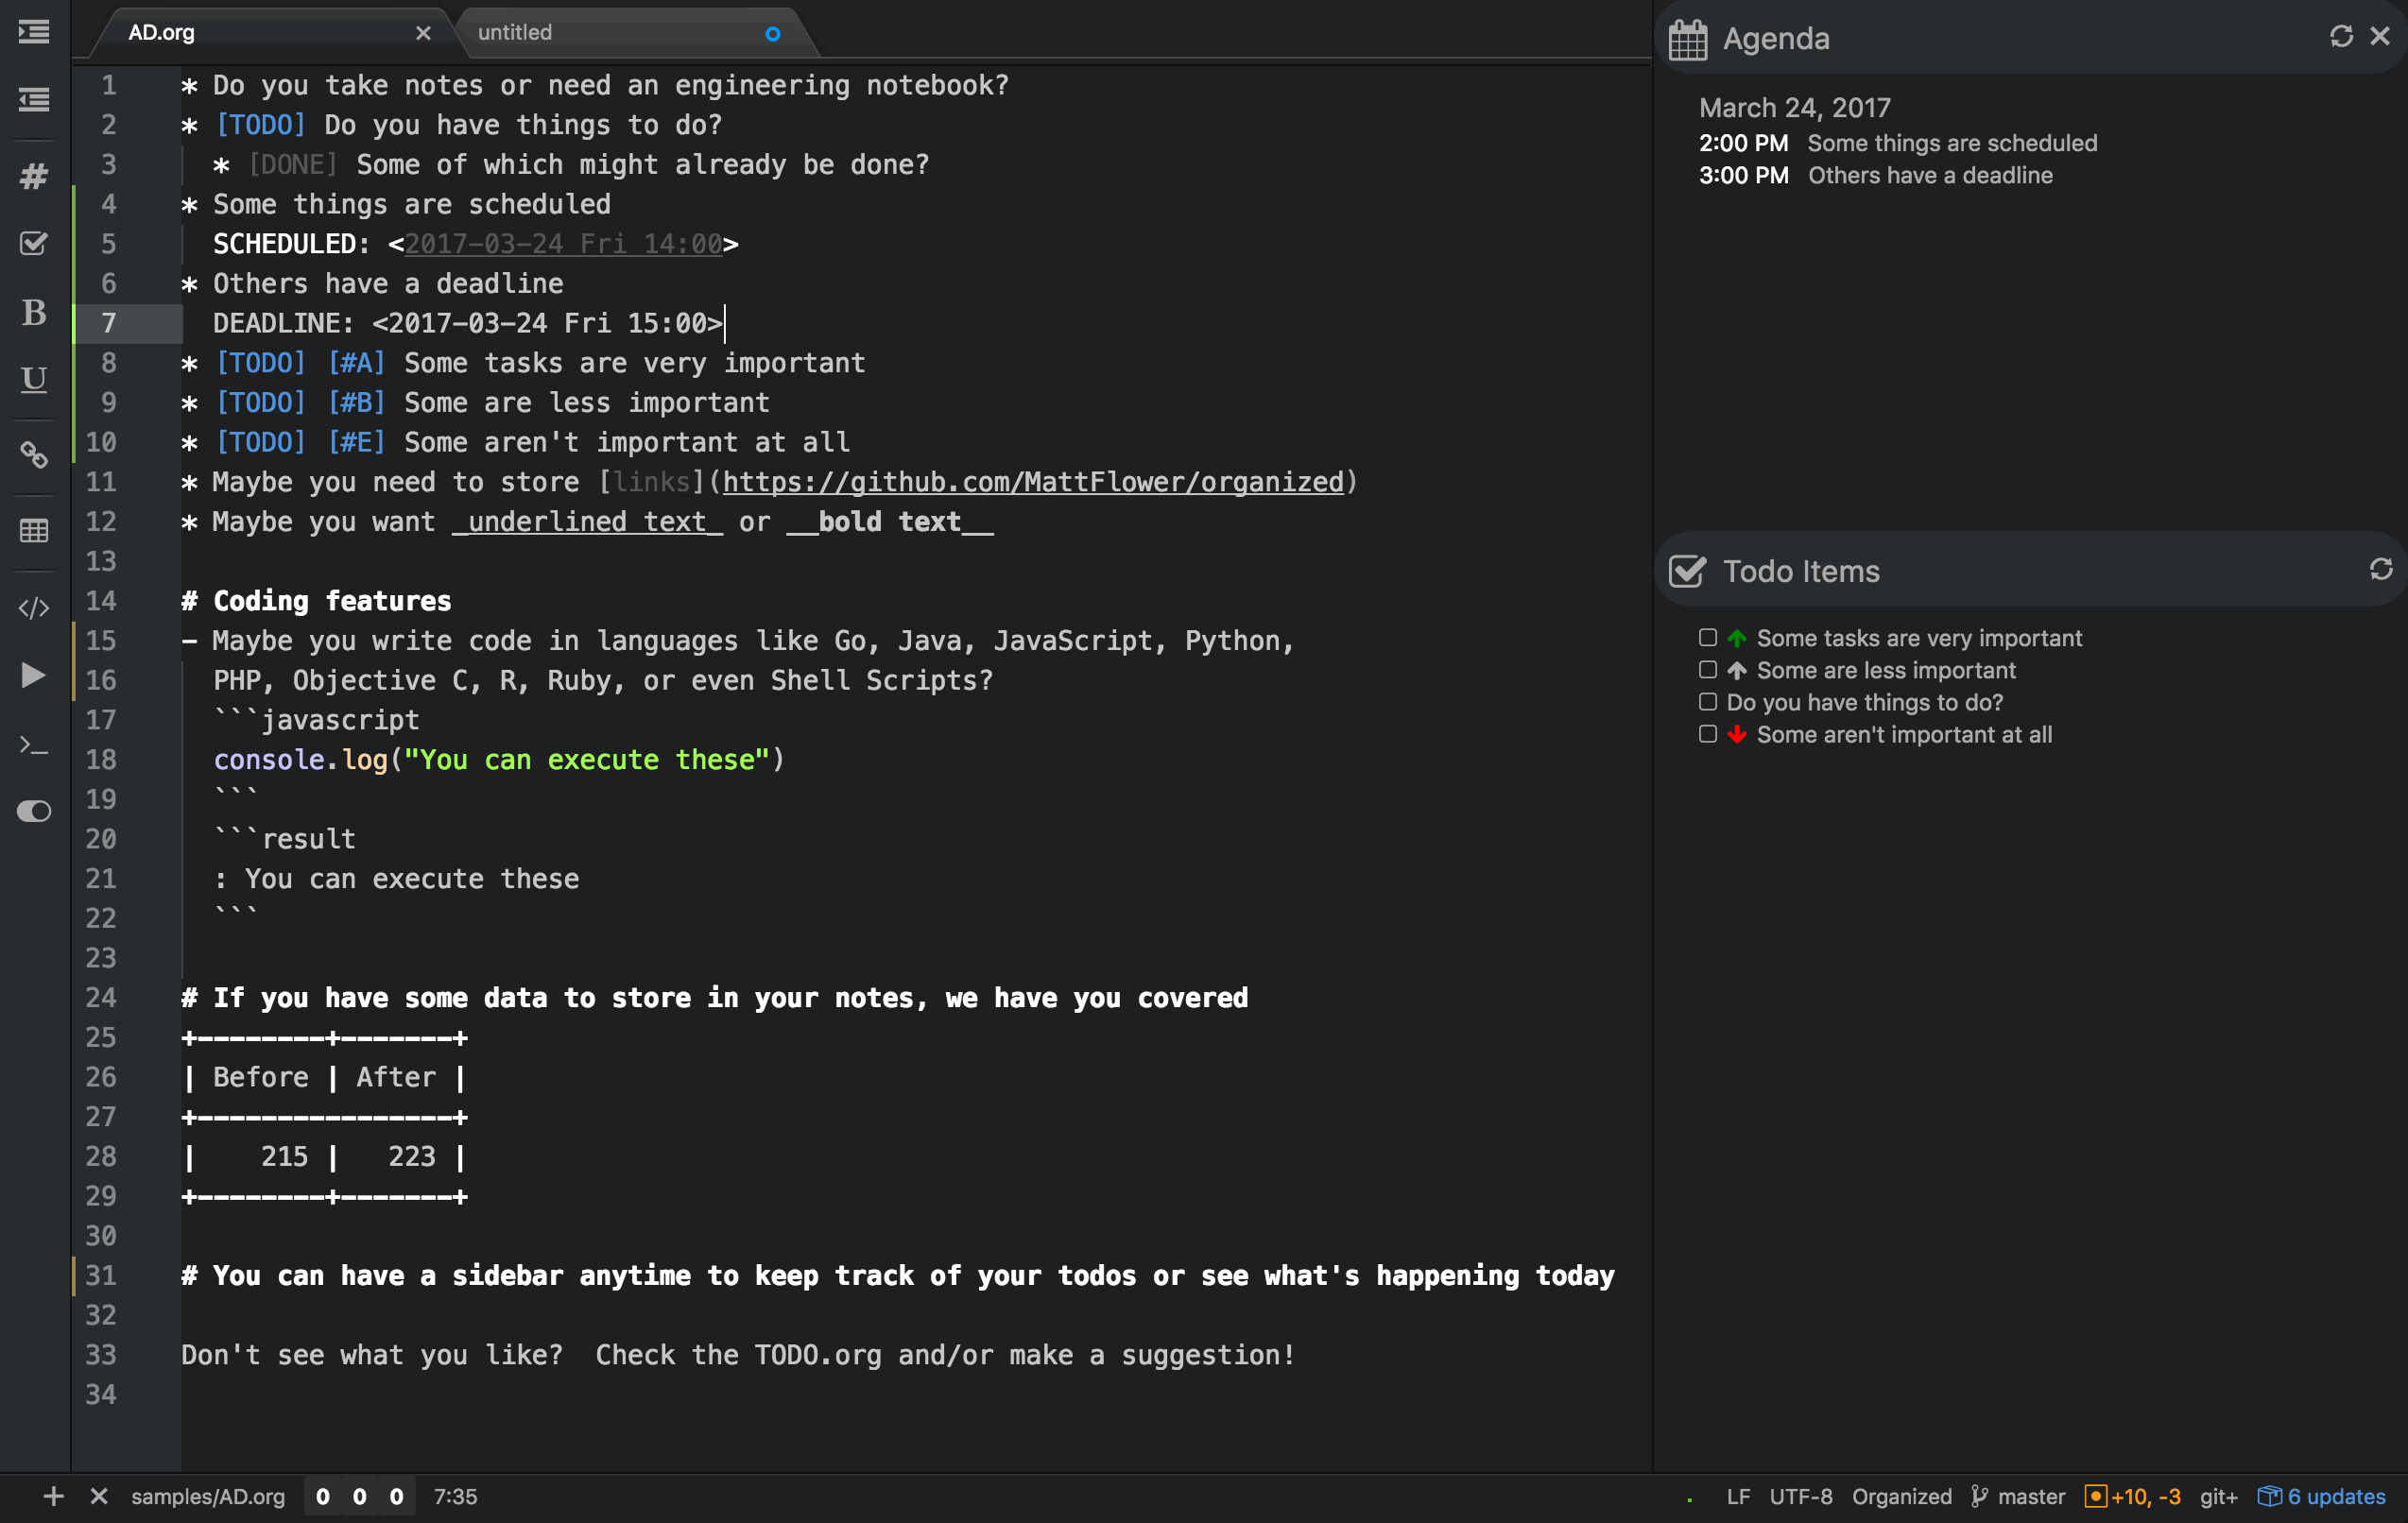 AD.org
untitled
1 * Do you take notes or need an engineering notebook?
2 * [TODO] Do you have things to do?
3 * [DONE] Some of which might already be done?
4 * Some things are scheduled
5 SCHEDULED: <2017-03-24 Fri 14:00>
6 * Others have a deadline
7 DEADLINE: <2017-03-24 Fri 15:00>
8 * [TODO] [#A] Some tasks are very important
9 * [TODO] [#B] Some are less important
10 * [TODO] [#E] Some aren't important at all
11 * Maybe you need to store [links](https://github.com/MattFlower/organized)
12 * Maybe you want _underlined text_ or __bold text__
13
14 # Coding features
15 - Maybe you write code in languages like Go, Java, JavaScript, Python,
16 PHP, Objective C, R, Ruby, or even Shell Scripts?
17 ```javascript
18 console.log("You can execute these")
19 ```
20 ```result
21 : You can execute these
22 ```
23
24 # If you have some data to store in your notes, we have you covered
25 +--------+-------+
26 | Before | After |
27 +----------------+
28 |    215 |   223 |
29 +--------+-------+
30
31 # You can have a sidebar anytime to keep track of your todos or see what's happening today
32
33 Don't see what you like?  Check the TODO.org and/or make a suggestion!
34
Agenda
March 24, 2017
2:00 PM Some things are scheduled
3:00 PM Others have a deadline
Todo Items
Some tasks are very important
Some are less important
Do you have things to do?
Some aren't important at all
samples/AD.org 0 0 0 7:35 LF UTF-8 Organized master +10, -3 git+ 6 updates